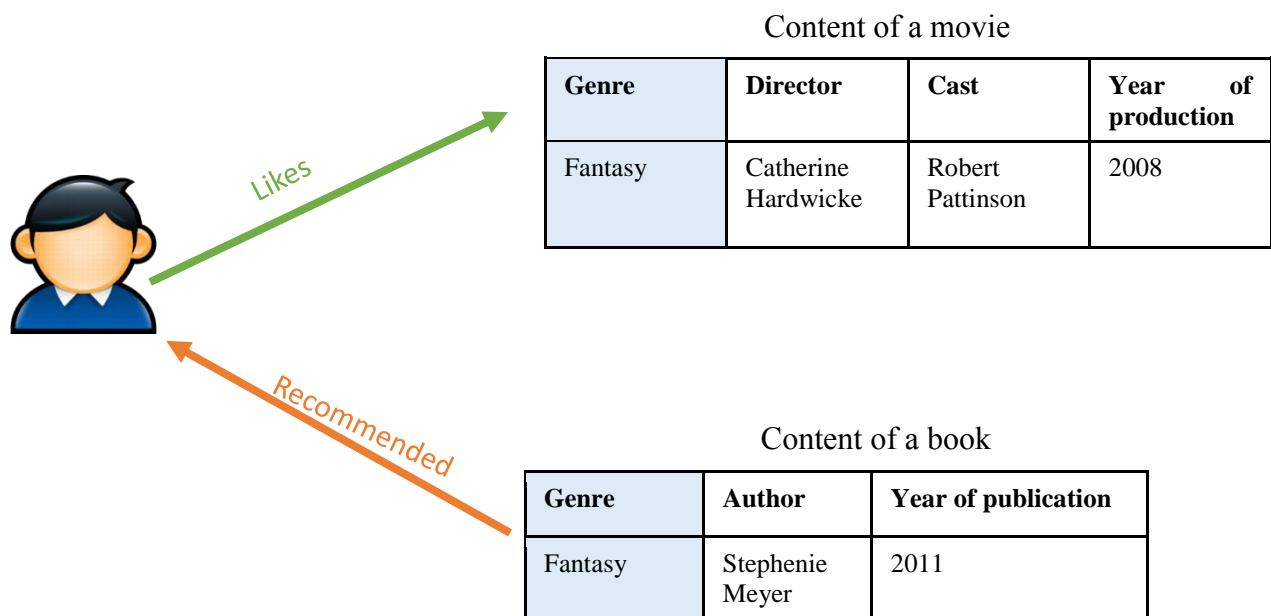 Content of a movie
Genre Director Cast Year of
production
Fantasy Catherine Robert 2008
Hardwicke Pattinson
Likes
Recommended
Content of a book
Genre Author Year of publication
Fantasy Stephenie 2011
Meyer